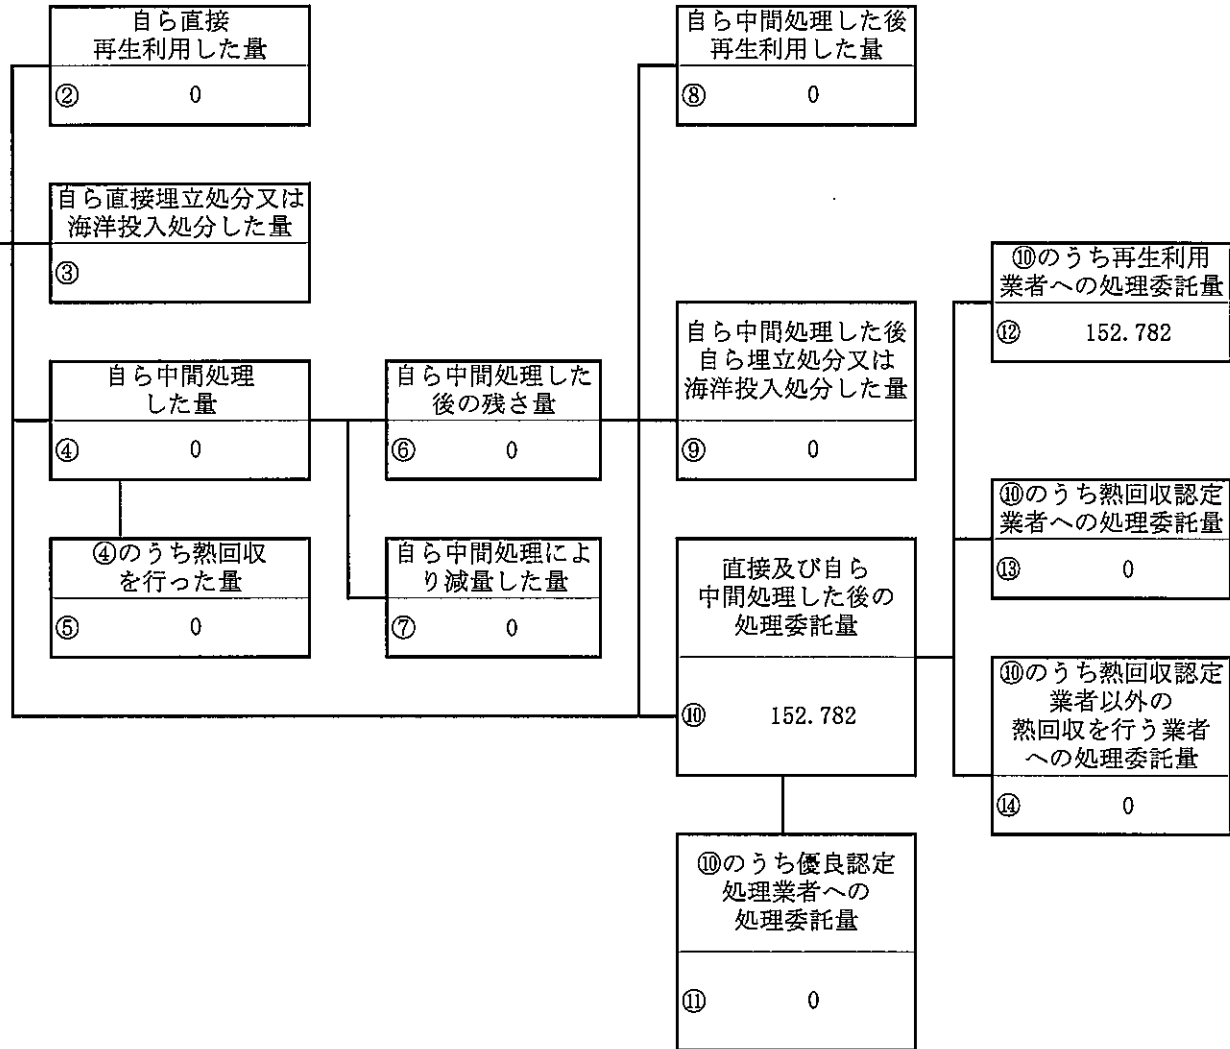 自ら直接
再生利用した量
② 0
自ら直接埋立処分又は
海洋投入処分した量
③
自ら中間処理
した量
④ 0
④のうち熱回収
を行った量
⑤ 0
自ら中間処理した
後の残さ量
⑥ 0
自ら中間処理によ
り減量した量
⑦ 0
自ら中間処理した後
再生利用した量
⑧ 0
自ら中間処理した後
自ら埋立処分又は
海洋投入処分した量
⑨ 0
直接及び自ら
中間処理した後の
処理委託量
⑩ 152.782
⑩のうち優良認定
処理業者への
処理委託量
⑪ 0
⑩のうち再生利用
業者への処理委託量
⑫ 152.782
⑩のうち熱回収認定
業者への処理委託量
⑬ 0
⑩のうち熱回収認定
業者以外の
熱回収を行う業者
への処理委託量
⑭ 0